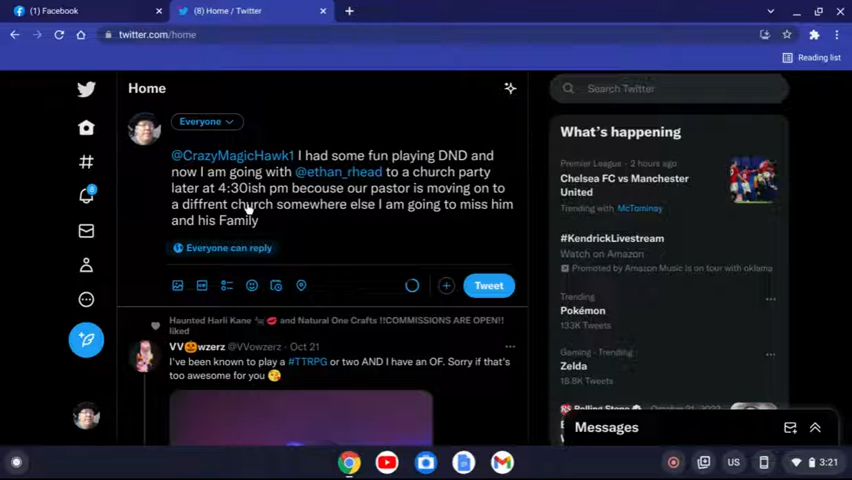 (1) Facebook
(8) Home / Twitter
twitter.com/home
Reading list
Home
Search Twitter
Everyone
@CrazyMagicHawk1 I had some fun playing DND and
now I am going with @ethan_rhead to a church party
later at 4:30ish pm becouse our pastor is moving on to
a diffrent church somewhere else I am going to miss him
and his Family
Everyone can reply
Tweet
Haunted Harli Kane and Natural One Crafts !!COMMISSIONS ARE OPEN!!
liked
VV🎃wzerz @VVowzerz · Oct 21
I've been known to play a #TTRPG or two AND I have an OF. Sorry if that's
too awesome for you 😘
What's happening
Premier League · 2 hours ago
Chelsea FC vs Manchester
United
Trending with McTominay
#KendrickLivestream
Watch on Amazon
Promoted by Amazon Music is on tour with oklama
Trending
Pokémon
133K Tweets
Gaming · Trending
Zelda
18.8K Tweets
Rolling Stone
Messages
8
US
3:21